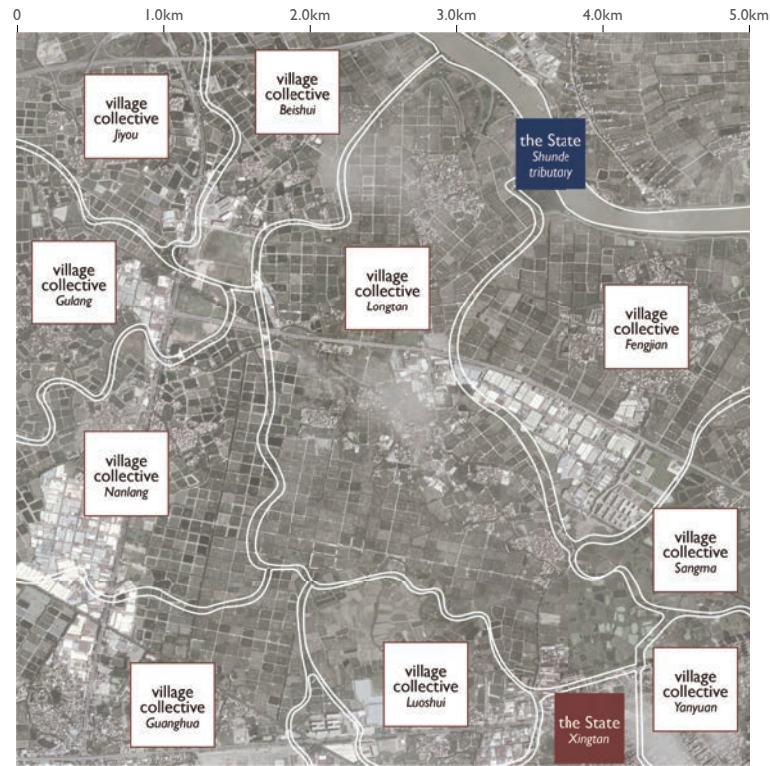 0 1.0km 2.0km 3.0km 4.0km 5.0km
village
collective
Jiyou
village
collective
Beishui
the State
Shunde
tributary
village
collective
Gulang
village
collective
Longtan
village
collective
Fengjian
village
collective
Nanlang
village
collective
Sangma
village
collective
Guanghua
village
collective
Luoshui
the State
Xingtan
village
collective
Yanyuan